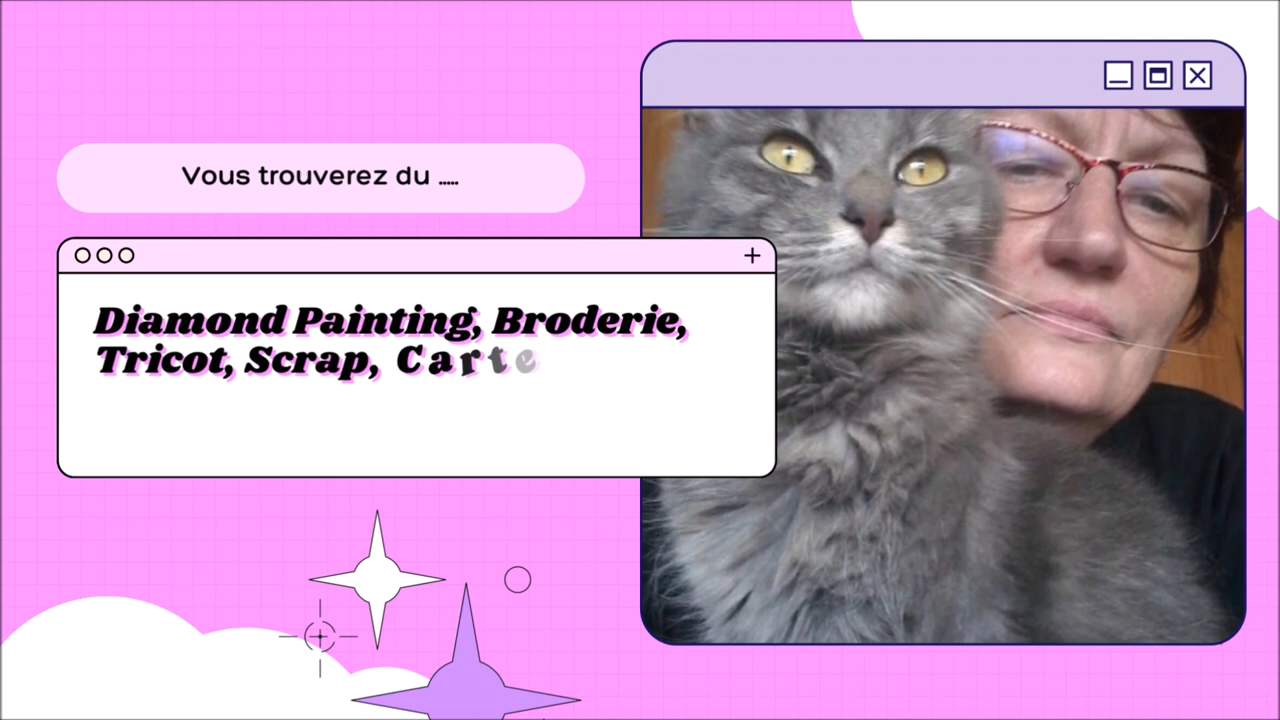 Vous trouverez du .....
Diamond Painting, Broderie,
Tricot, Scrap, Carte